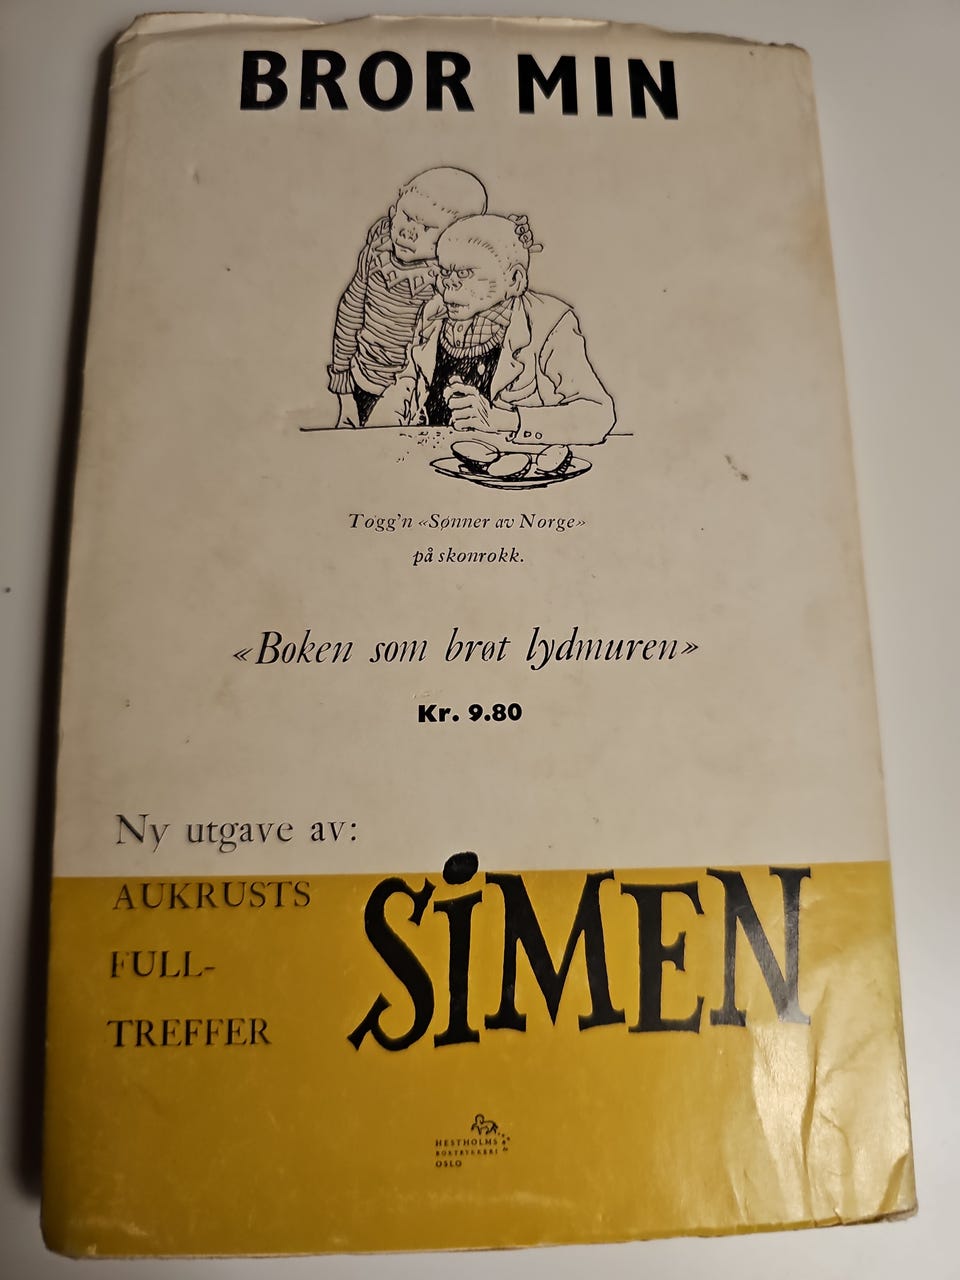 BROR MIN
Togg'n «Sønner av Norge»
på skonrokk.
«Boken som brøt lydmuren»
Kr. 9.80
Ny utgave av:
AUKRUSTS
FULL-
TREFFER
SIMEN
HESTHOLMS
BOKTRYKKERI
OSLO